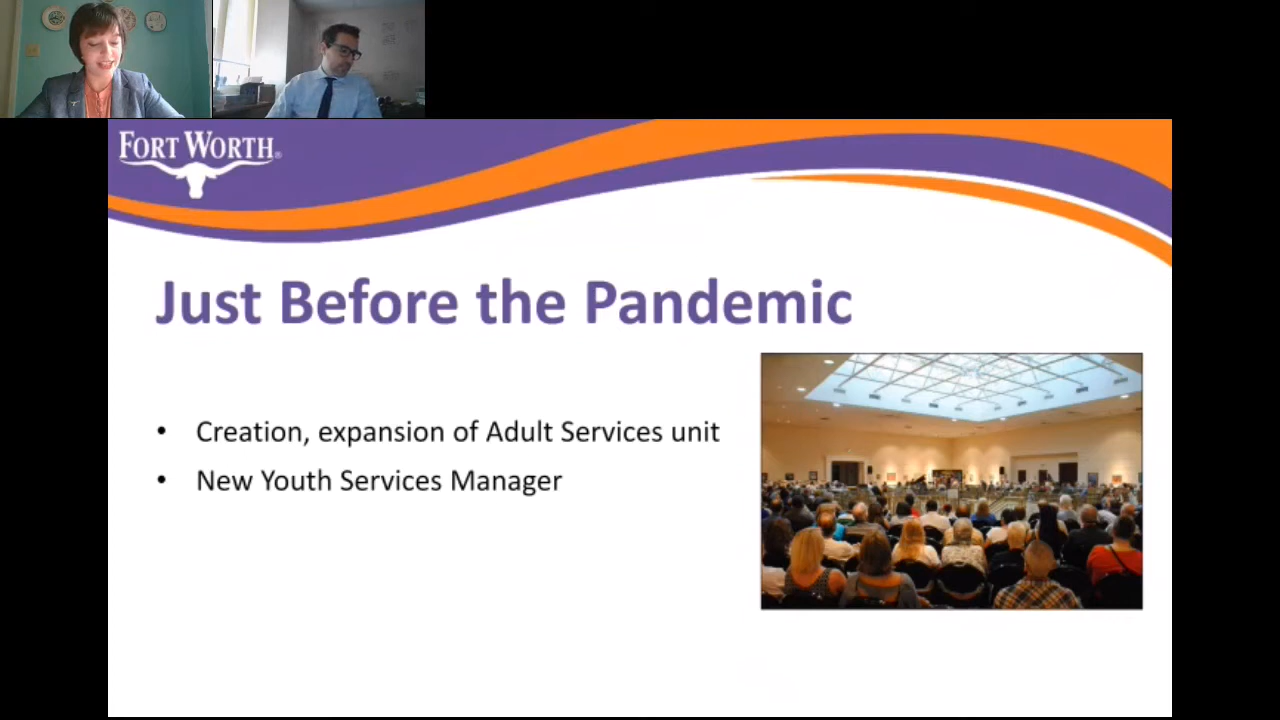 FORT WORTH®
Just Before the Pandemic
• Creation, expansion of Adult Services unit
• New Youth Services Manager